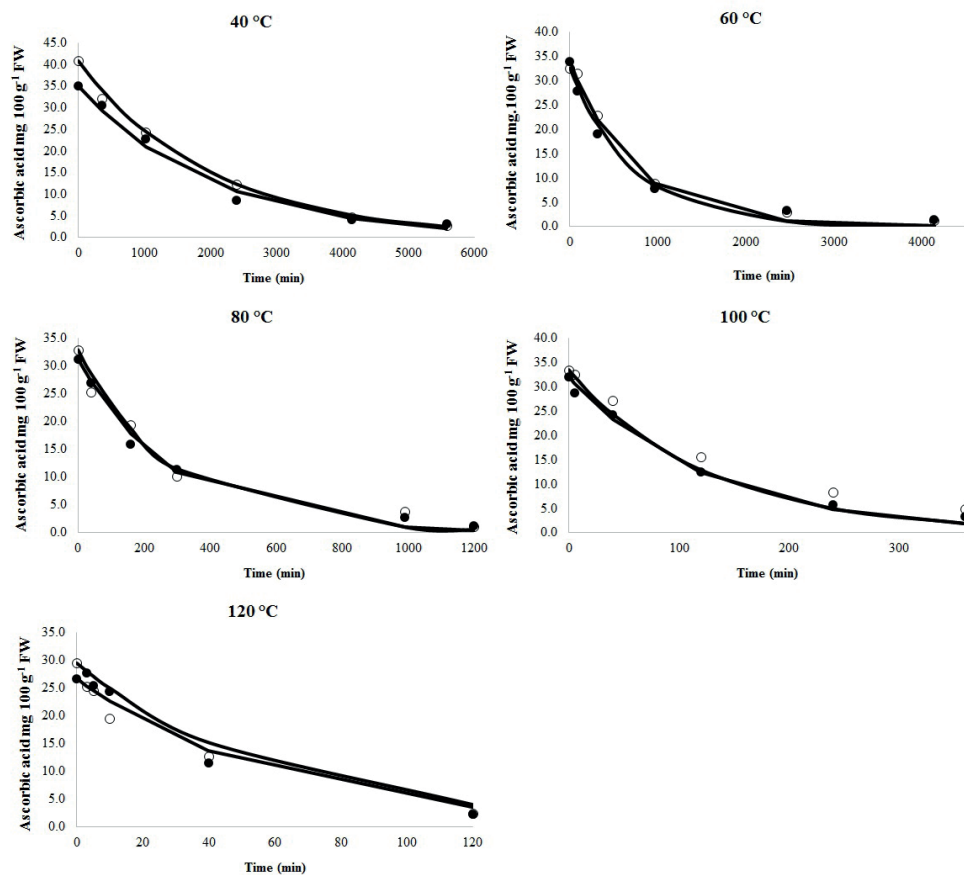 40 °C
Ascorbic acid mg 100 g-1 FW
45.0
40.0
35.0
30.0
25.0
20.0
15.0
10.0
5.0
0.0
0 1000 2000 3000 4000 5000 6000
Time (min)
60 °C
Ascorbic acid mg.100 g-1 FW
40.0
35.0
30.0
25.0
20.0
15.0
10.0
5.0
0.0
0 1000 2000 3000 4000
Time (min)
80 °C
Ascorbic acid mg 100 g-1 FW
35.0
30.0
25.0
20.0
15.0
10.0
5.0
0.0
0 200 400 600 800 1000 1200
Time (min)
100 °C
Ascorbic acid mg 100 g-1 FW
40.0
35.0
30.0
25.0
20.0
15.0
10.0
5.0
0.0
0 100 200 300
Time (min)
120 °C
Ascorbic acid mg 100 g-1 FW
35.0
30.0
25.0
20.0
15.0
10.0
5.0
0.0
0 20 40 60 80 100 120
Time (min)